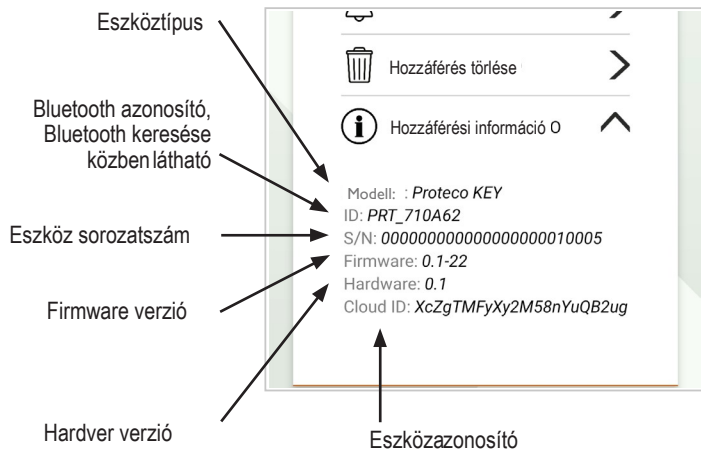 Eszköztípus
Hozzáférés törlése
Bluetooth azonosító,
Bluetooth keresése
közben látható
Hozzáférési információ O
Modell: : Proteco KEY
ID: PRT_710A62
Eszköz sorozatszám
S/N: 000000000000000000010005
Firmware: 0.1-22
Hardware: 0.1
Firmware verzió
Cloud ID: XcZgTMFyXy2M58nYuQB2ug
Hardver verzió
Eszközazonosító